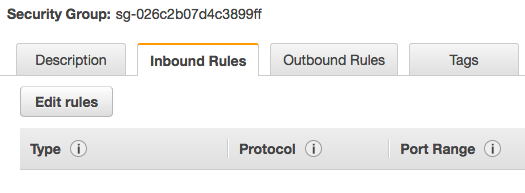 Security Group: sg-026c2b07d4c3899ff
Description Inbound Rules Outbound Rules Tags
Edit rules
Type Protocol Port Range